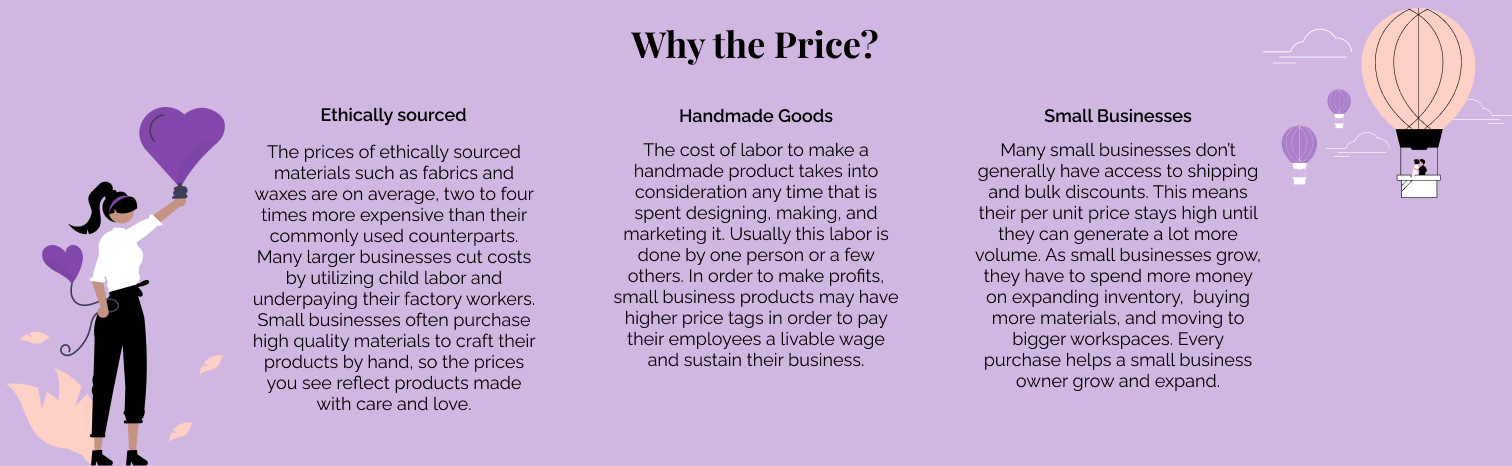 Why the Price?
Ethically sourced
The prices of ethically sourced
materials such as fabrics and
waxes are on average, two to four
times more expensive than their
commonly used counterparts.
Many larger businesses cut costs
by utilizing child labor and
underpaying their factory workers.
Small businesses often purchase
high quality materials to craft their
products by hand, so the prices
you see reflect products made
with care and love.
Handmade Goods
The cost of labor to make a
handmade product takes into
consideration any time that is
spent designing, making, and
marketing it. Usually this labor is
done by one person or a few
others. In order to make profits,
small business products may have
higher price tags in order to pay
their employees a livable wage
and sustain their business.
Small Businesses
Many small businesses don't
generally have access to shipping
and bulk discounts. This means
their per unit price stays high until
they can generate a lot more
volume. As small businesses grow,
they have to spend more money
on expanding inventory,  buying
more materials, and moving to
bigger workspaces. Every
purchase helps a small business
owner grow and expand.